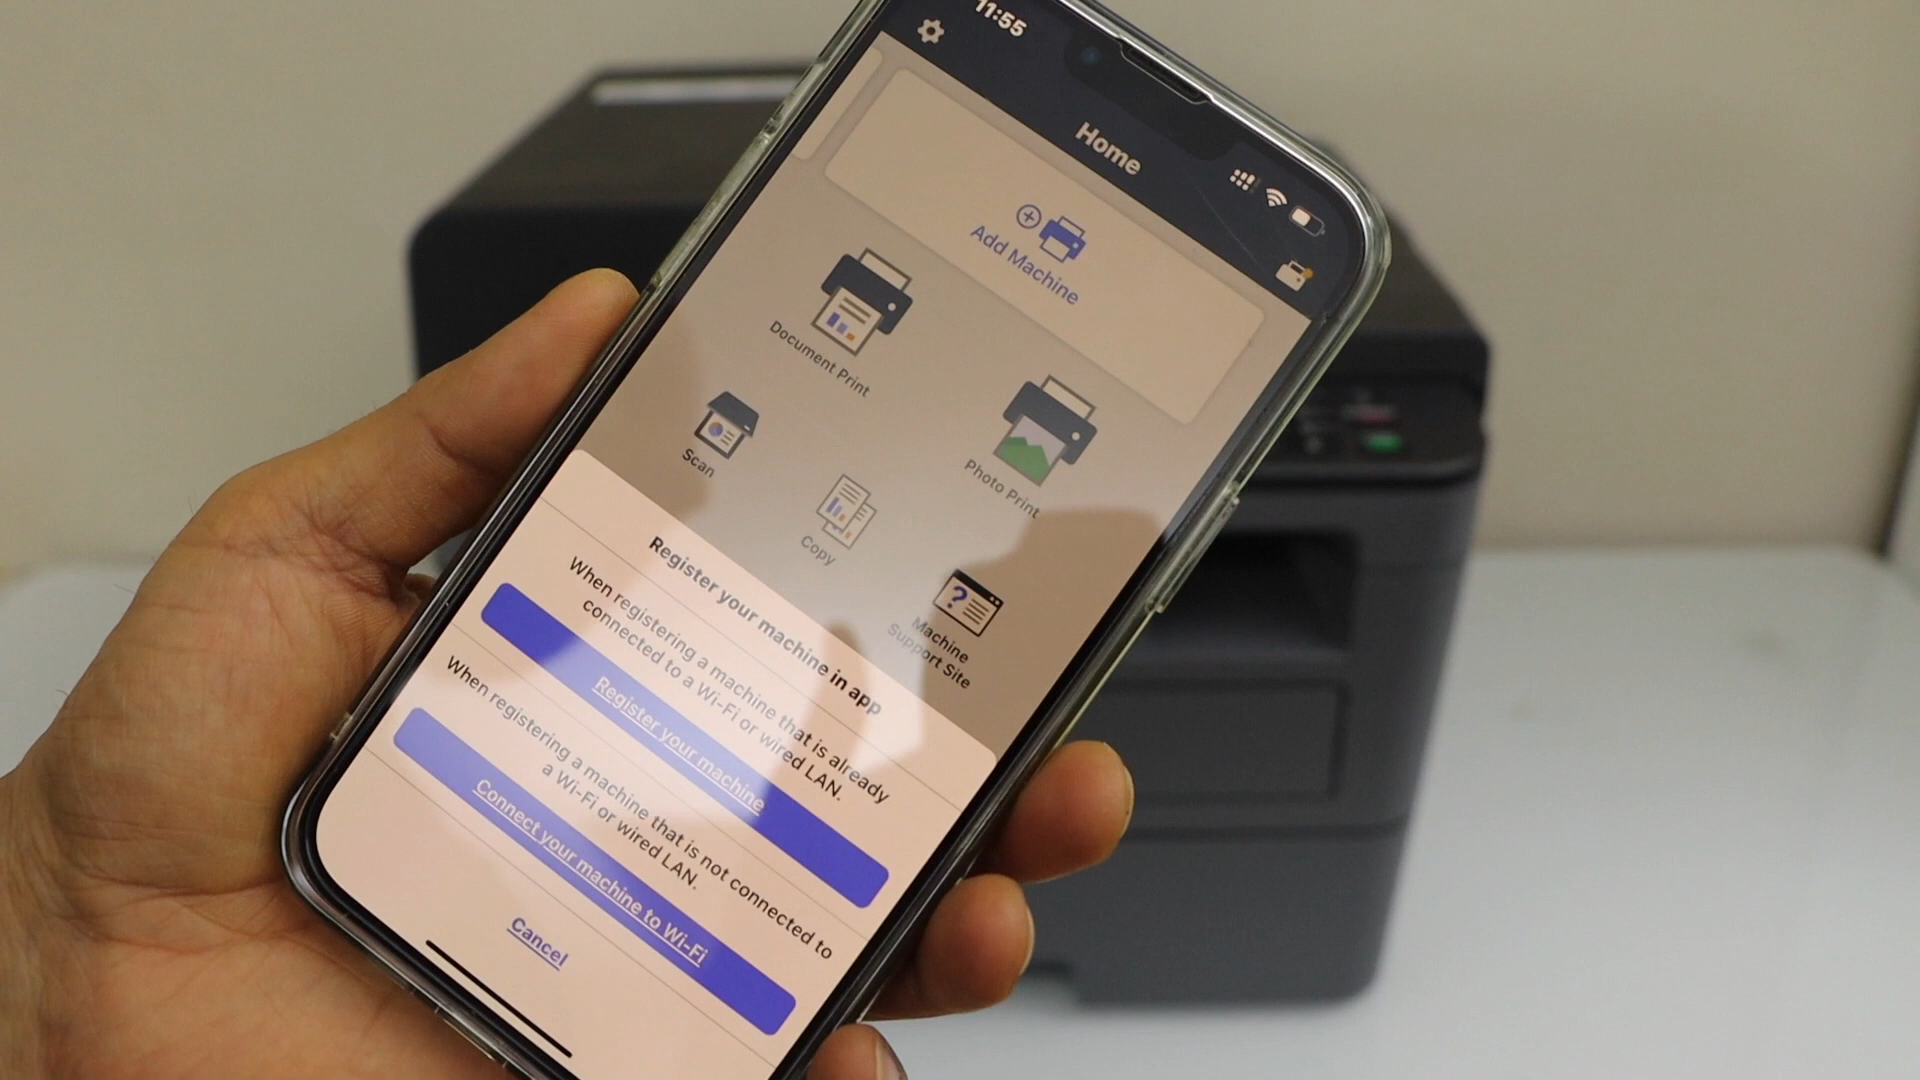 11:55
Home
Add Machine
Document Print
Photo Print
Scan
Copy
Machine
Support Site
Register your machine in app
When registering a machine that is already
connected to a Wi-Fi or wired LAN.
Register your machine
When registering a machine that is not connected to
a Wi-Fi or wired LAN.
Connect your machine to Wi-Fi
Cancel